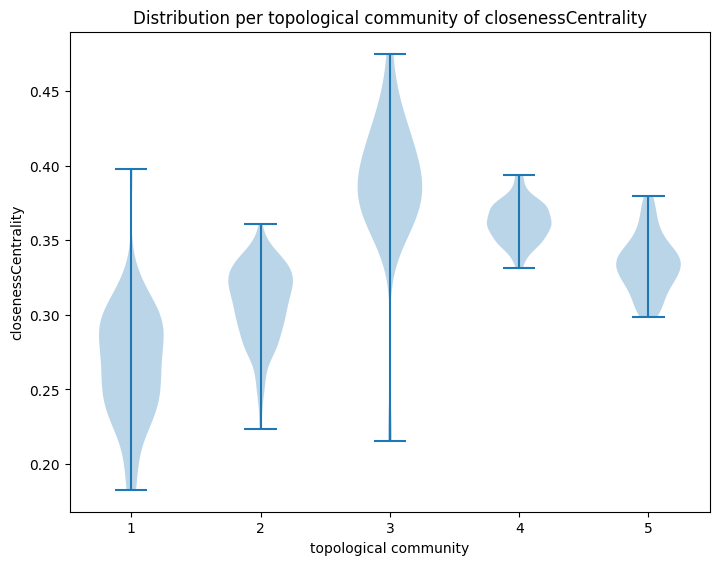 Distribution per topological community of closenessCentrality
closenessCentrality
0.45
0.40
0.35
0.30
0.25
0.20
1 2 3 4 5
topological community